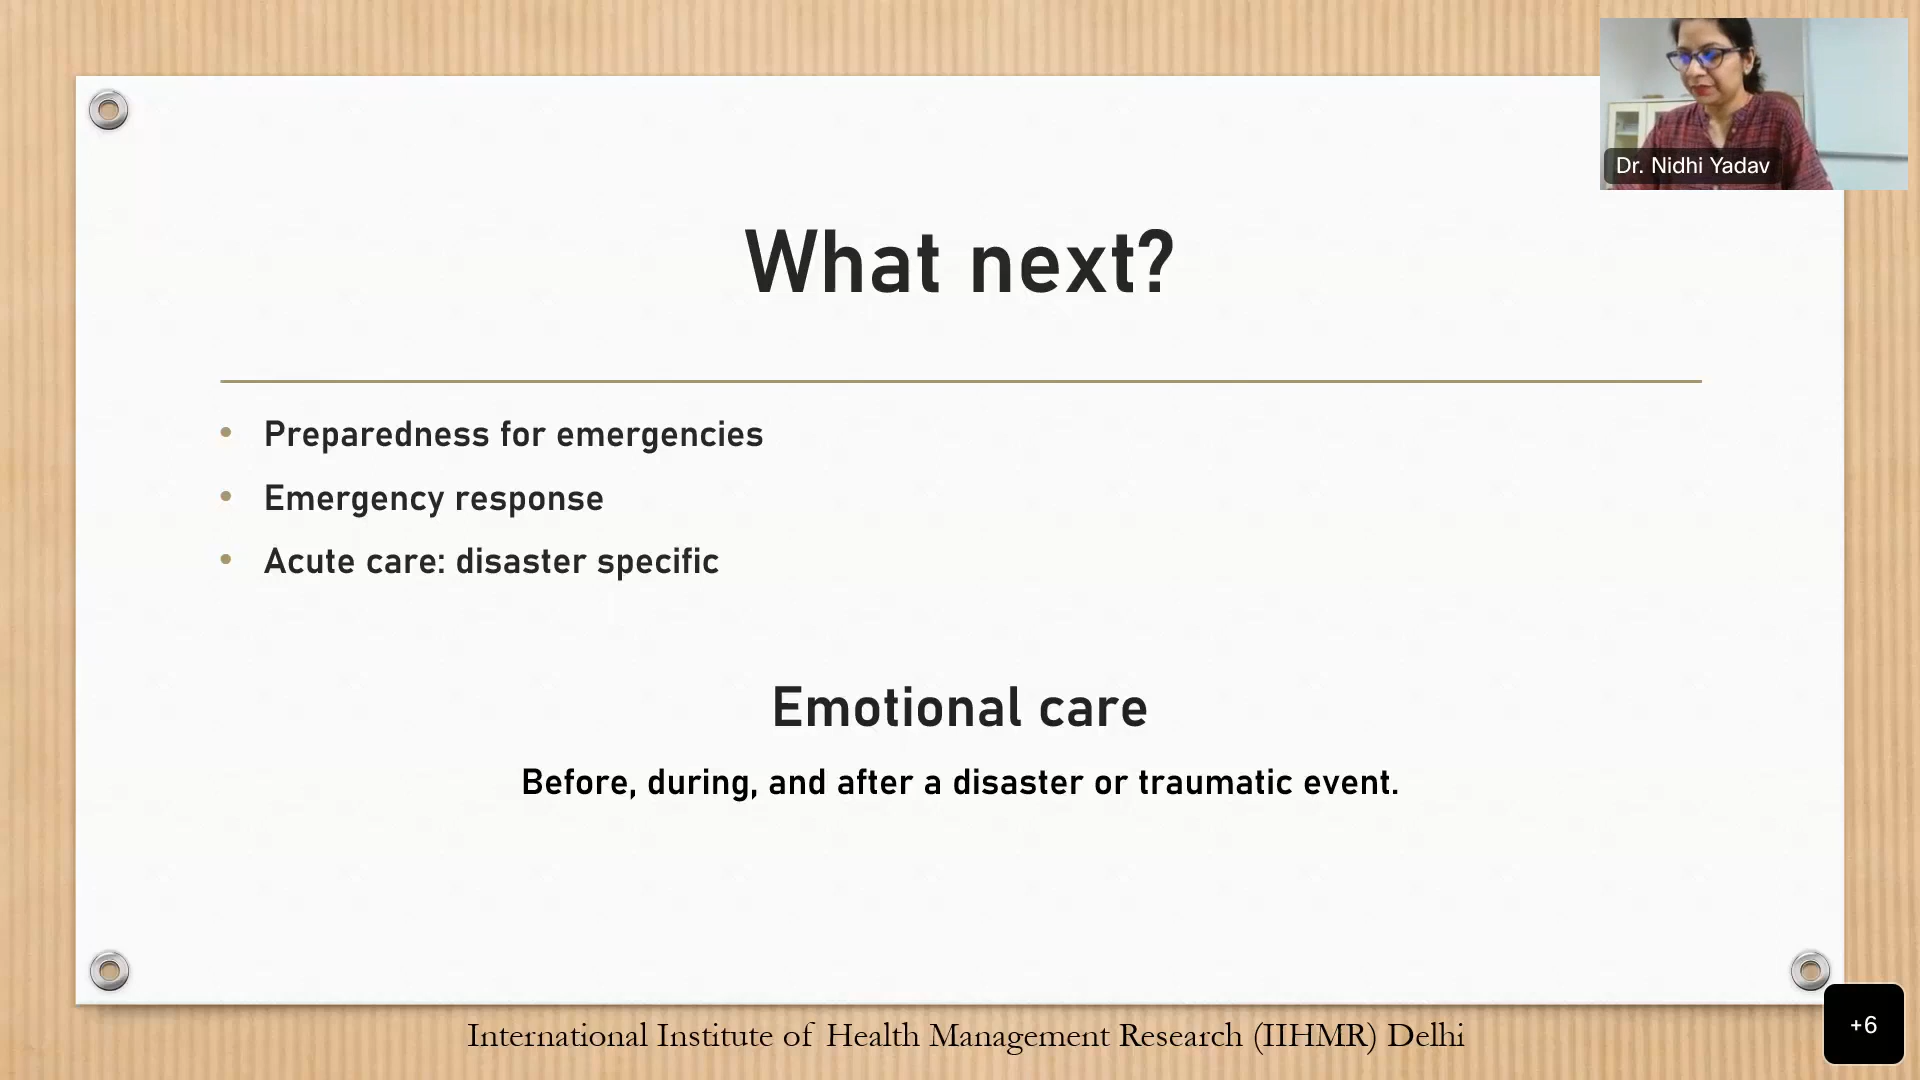 Dr. Nidhi Yadav
What next?
• Preparedness for emergencies
• Emergency response
• Acute care: disaster specific
Emotional care
Before, during, and after a disaster or traumatic event.
International Institute of Health Management Research (IIHMR) Delhi
+6